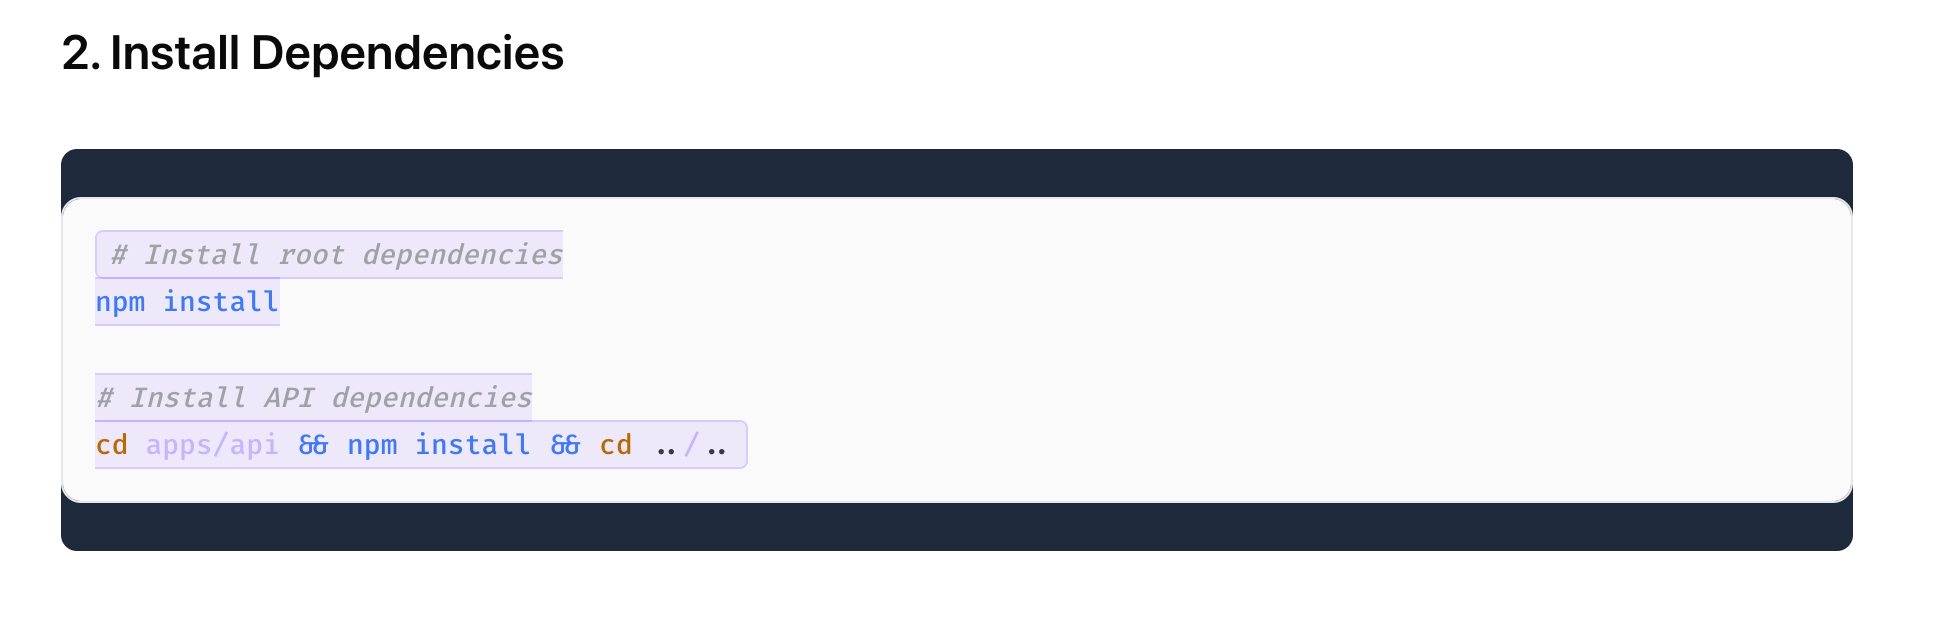 2. Install Dependencies
# Install root dependencies
npm install
# Install API dependencies
cd apps/api && npm install && cd ../..